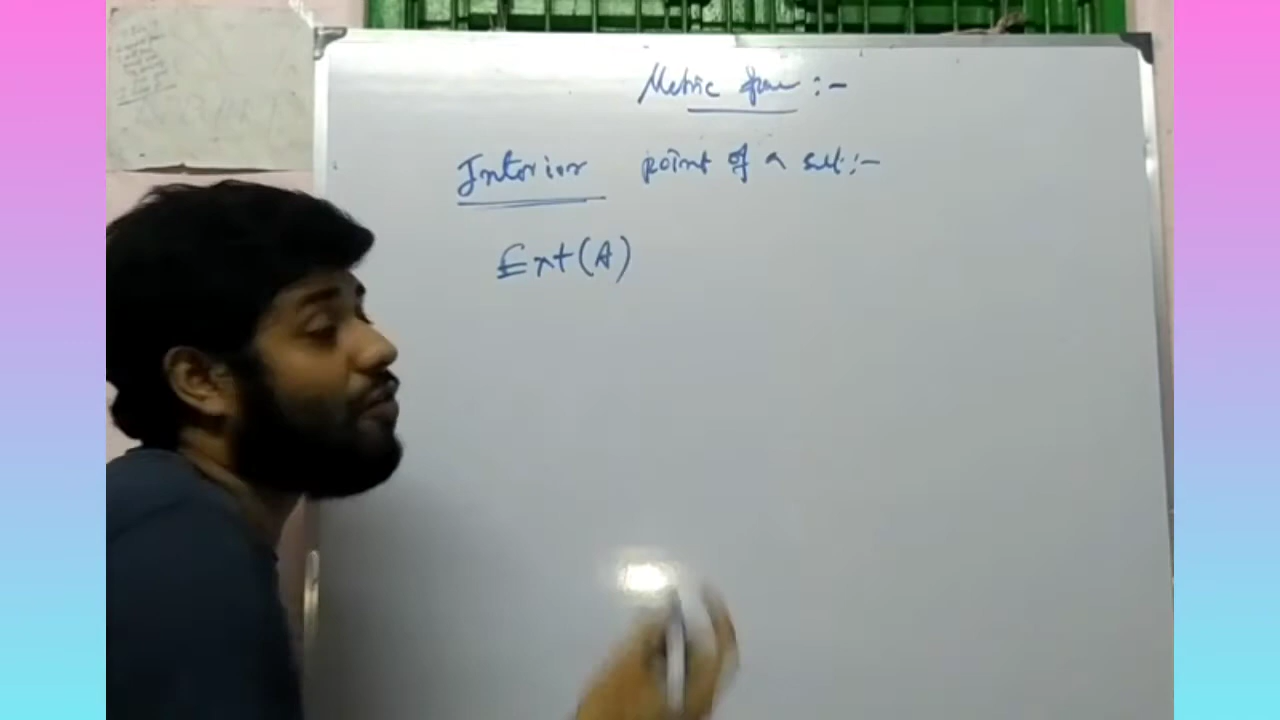 Metric space :-
Interior point of a set :-
Ext(A)